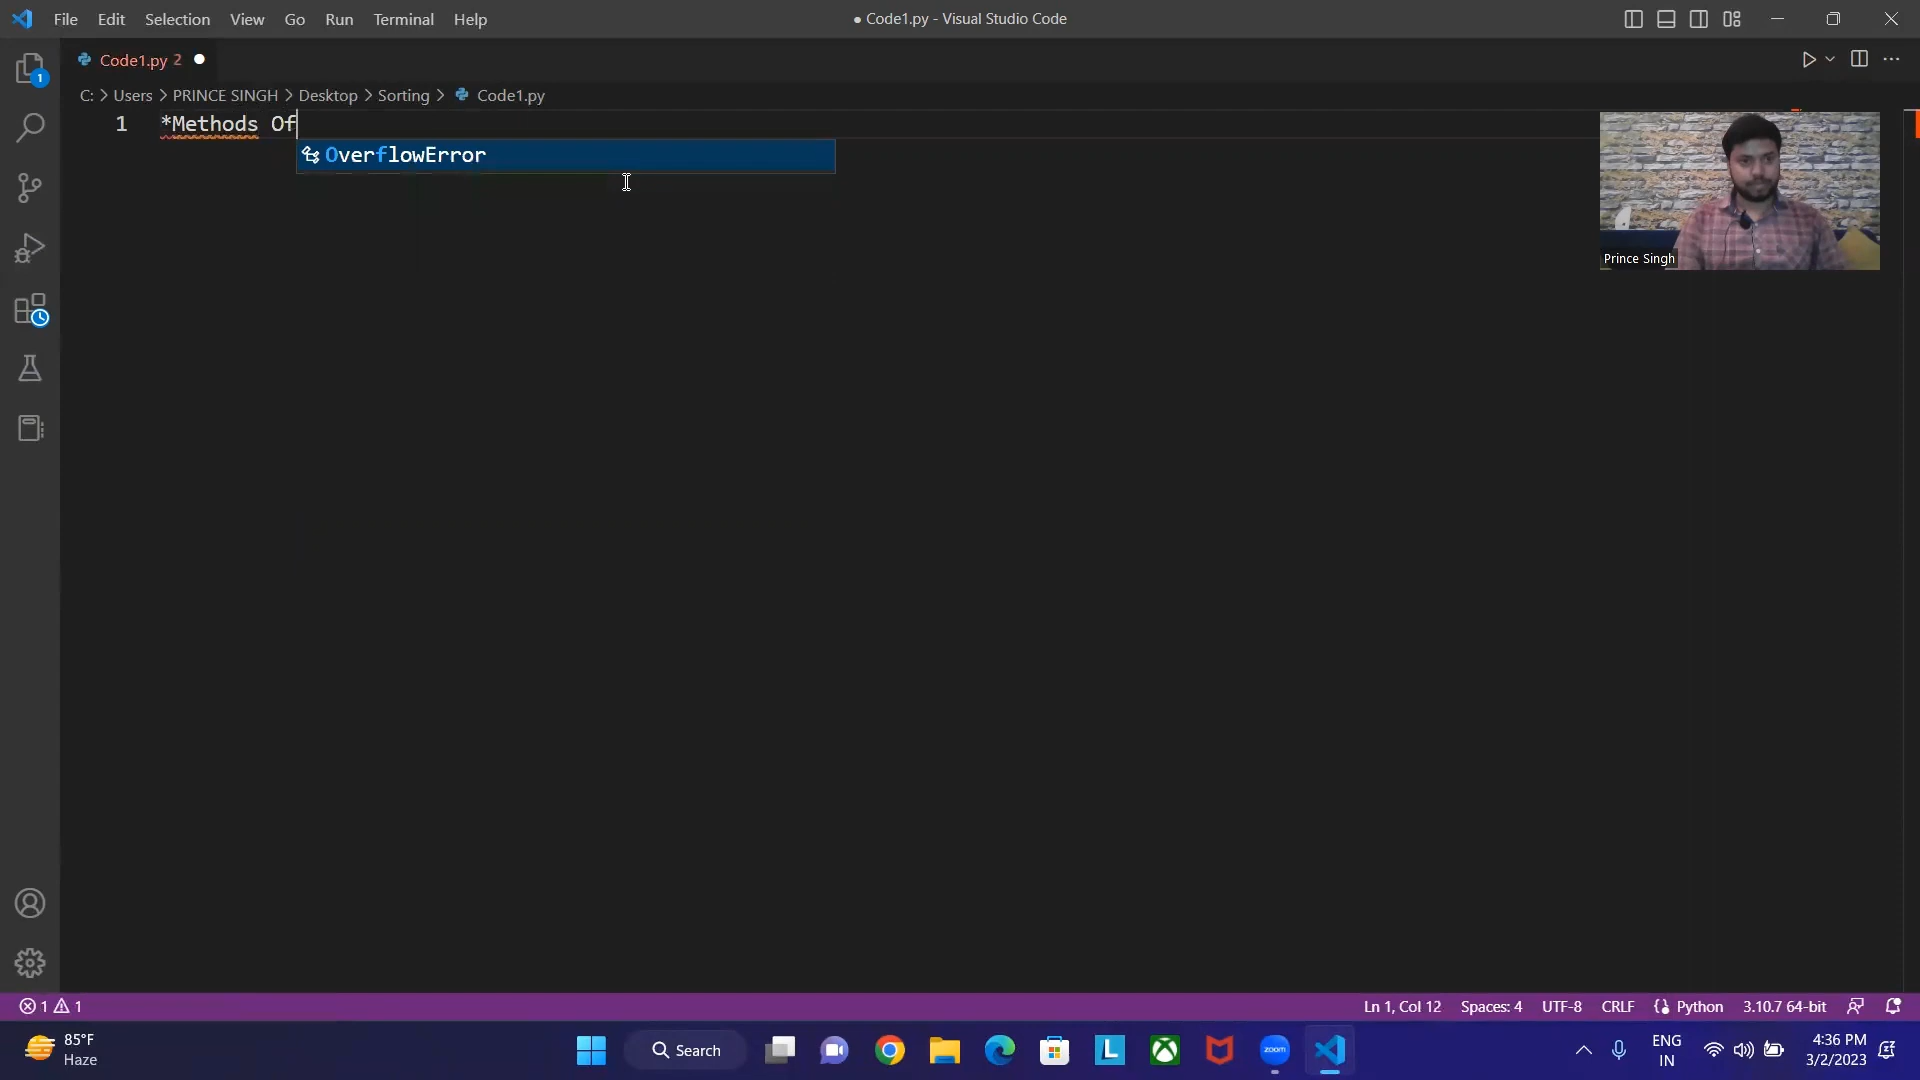 File Edit Selection View Go Run Terminal Help
● Code1.py - Visual Studio Code
Code1.py 2 ●
C: > Users > PRINCE SINGH > Desktop > Sorting > Code1.py
1 *Methods Of
OverflowError
Prince Singh
1 1
Ln 1, Col 12 Spaces: 4 UTF-8 CRLF Python 3.10.7 64-bit
85°F
Haze
Search
L
zoom
ENG
IN
4:36 PM
3/2/2023
1